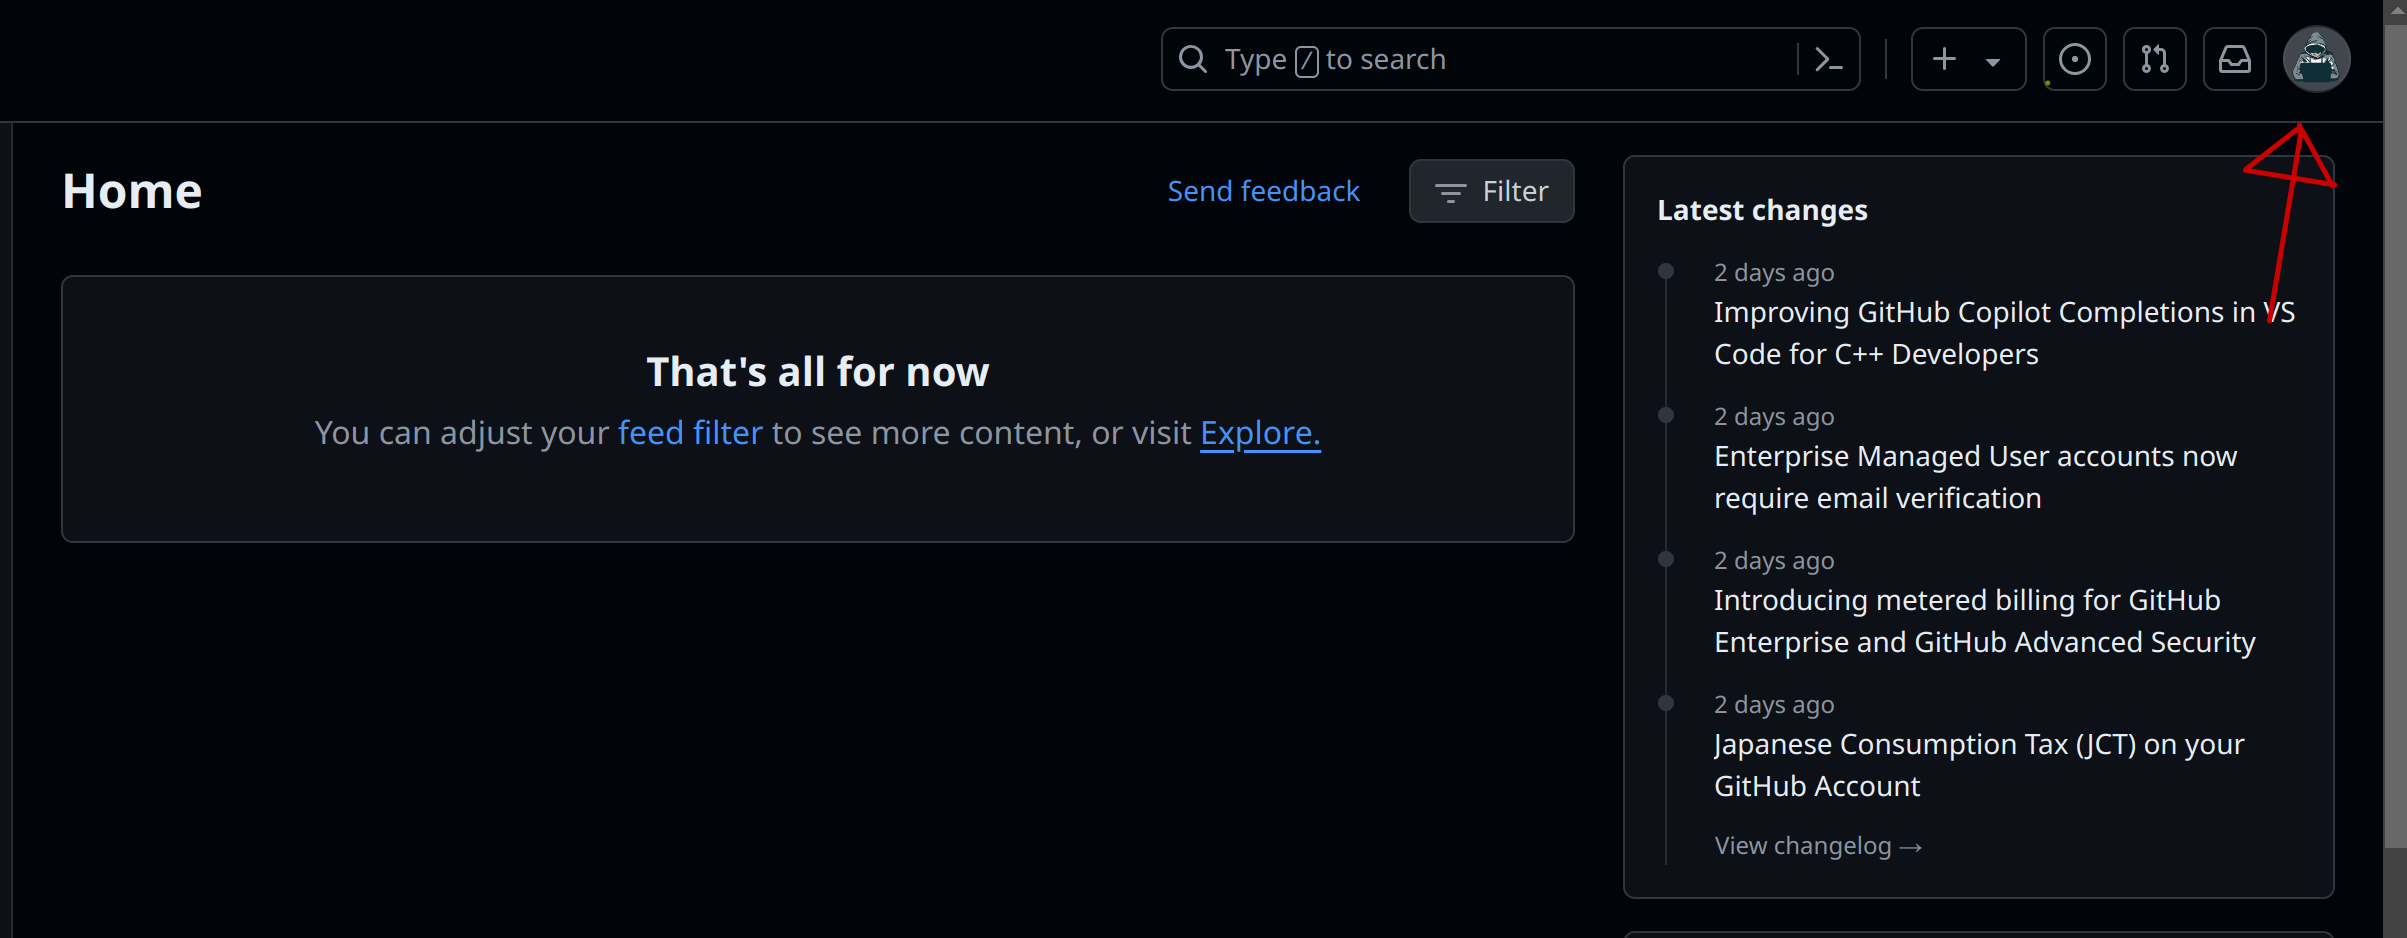 Type / to search
Home
Send feedback
Filter
That's all for now
You can adjust your feed filter to see more content, or visit Explore.
Latest changes
2 days ago
Improving GitHub Copilot Completions in VS
Code for C++ Developers
2 days ago
Enterprise Managed User accounts now
require email verification
2 days ago
Introducing metered billing for GitHub
Enterprise and GitHub Advanced Security
2 days ago
Japanese Consumption Tax (JCT) on your
GitHub Account
View changelog →